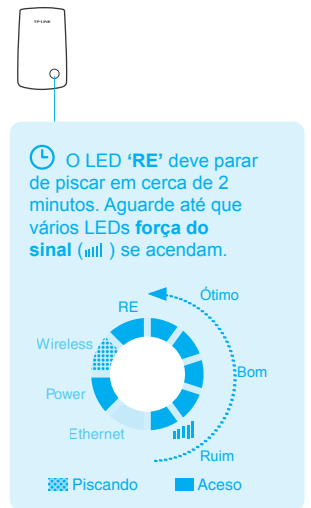 TP-LINK
O LED ‘RE’ deve parar
de piscar em cerca de 2
minutos. Aguarde até que
vários LEDs força do
sinal ( ) se acendam.
RE
Ótimo
Wireless
Bom
Power
Ethernet
Ruim
Piscando Aceso